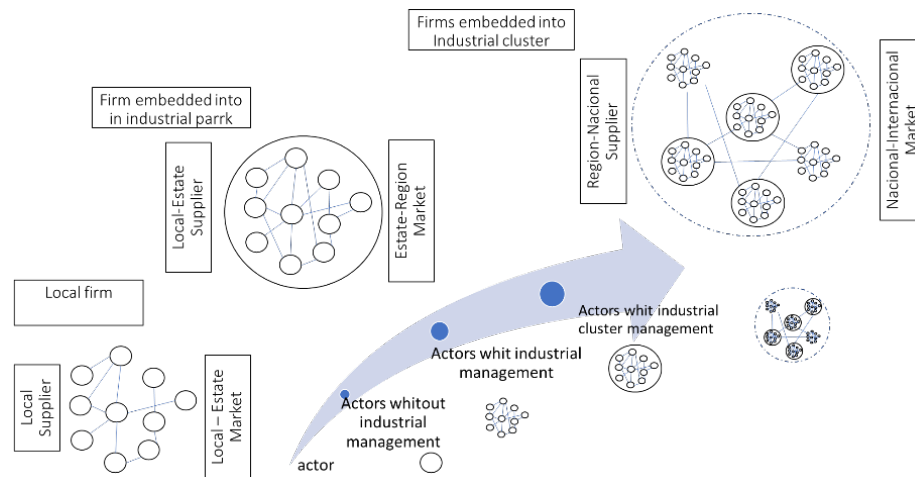 Firms embedded into
Industrial cluster
Region-Nacional
Supplier
Nacional-Internacional
Market
Firm embedded into
in industrial parrk
Local-Estate
Supplier
Estate-Region
Market
Local firm
Local
Supplier
Local – Estate
Market
Actors whit industrial
cluster management
Actors whit industrial
management
Actors whitout
industrial
management
actor